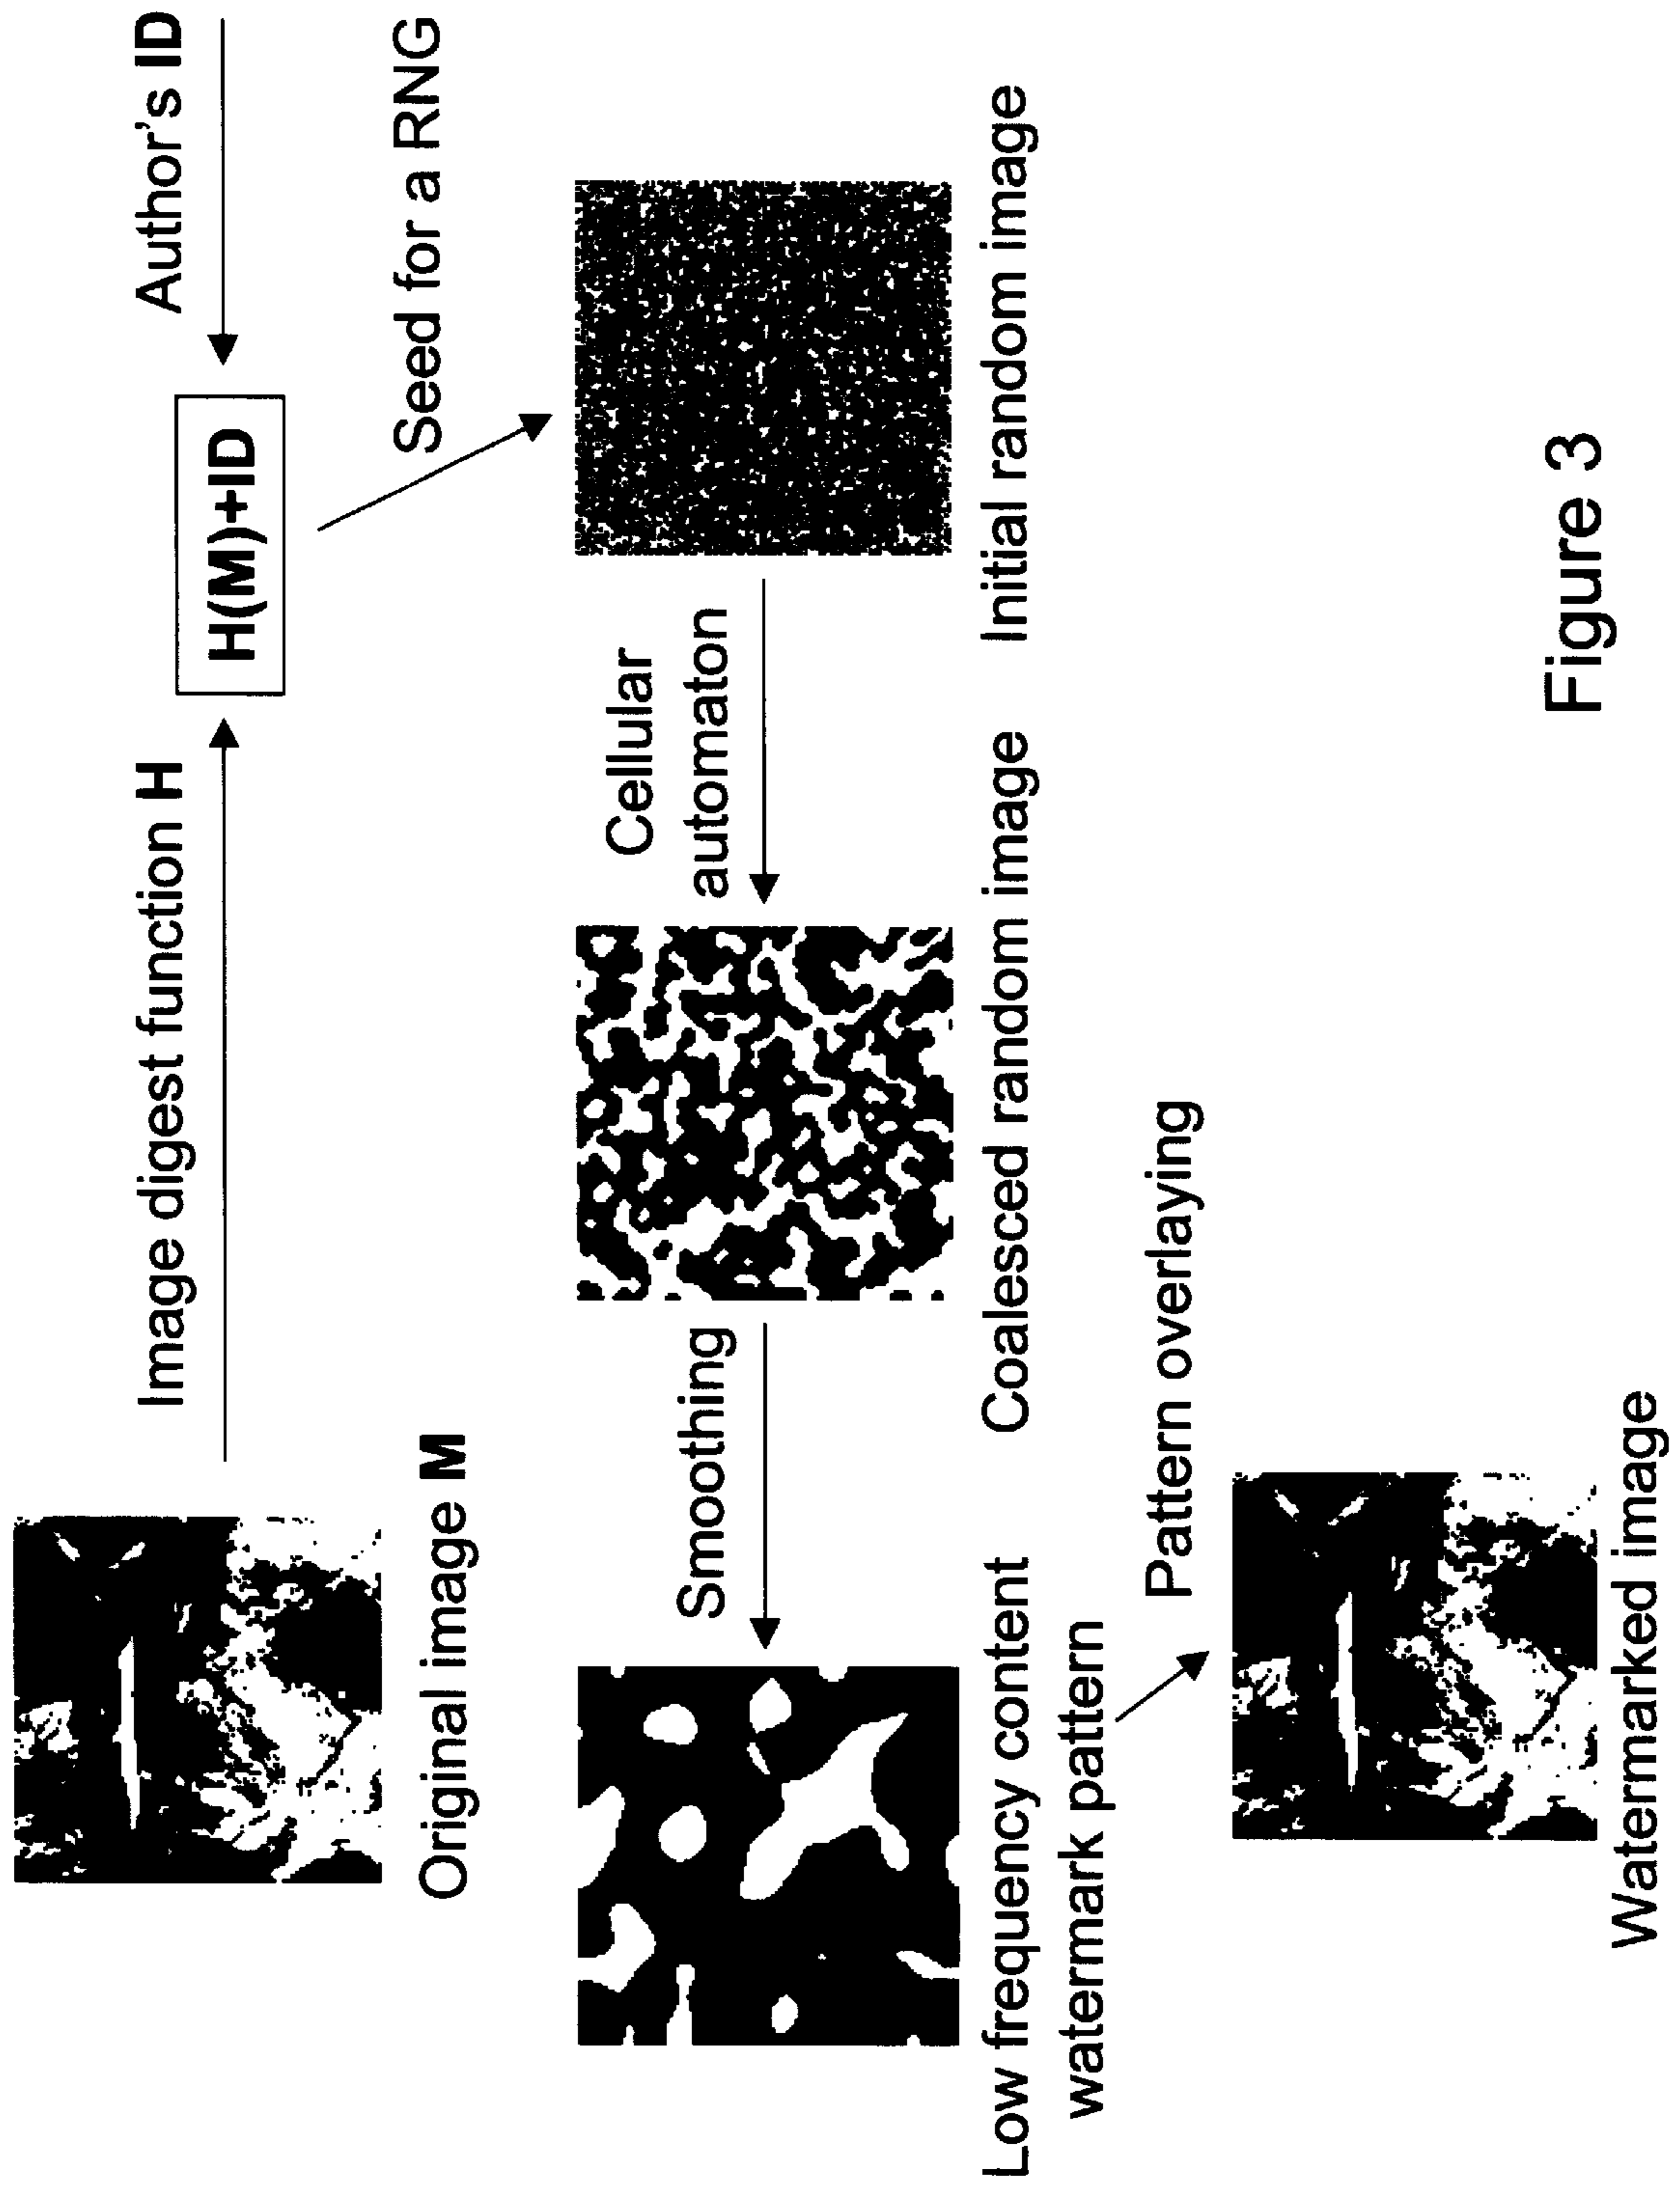 Image digest function H
Author's ID
H(M)+ID
Original image M
Seed for a RNG
Smoothing
Cellular
automaton
Low frequency content
watermark pattern
Coalesced random image
Initial random image
Pattern overlaying
Watermarked image
Figure 3